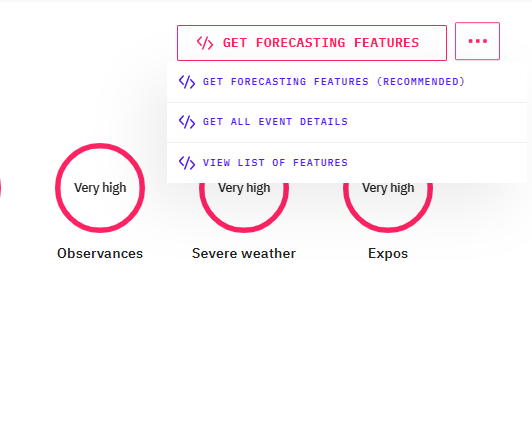 </> GET FORECASTING FEATURES
</> GET FORECASTING FEATURES (RECOMMENDED)
</> GET ALL EVENT DETAILS
</> VIEW LIST OF FEATURES
Very high
Very high
Very high
Observances
Severe weather
Expos